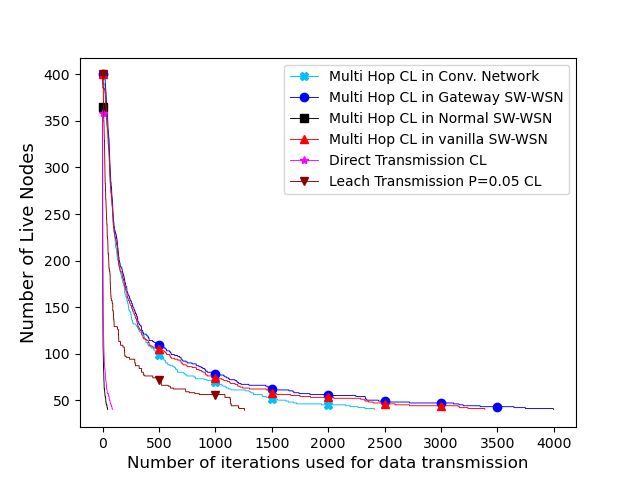 Multi Hop CL in Conv. Network
Multi Hop CL in Gateway SW-WSN
Multi Hop CL in Normal SW-WSN
Multi Hop CL in vanilla SW-WSN
Direct Transmission CL
Leach Transmission P=0.05 CL
Number of Live Nodes
400
350
300
250
200
150
100
50
0 500 1000 1500 2000 2500 3000 3500 4000
Number of iterations used for data transmission